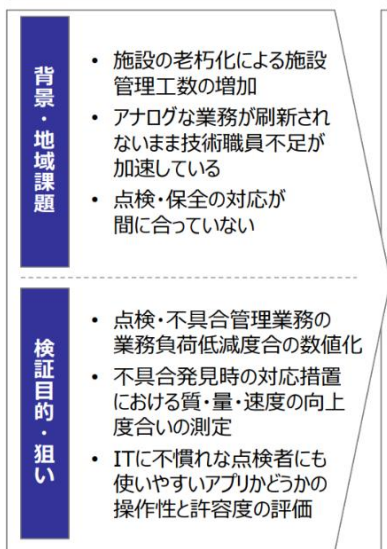 背景・地域課題
• 施設の老朽化による施設
管理工数の増加
• アナログな業務が刷新され
ないまま技術職員不足が
加速している
• 点検・保全の対応が
間に合っていない
検証目的・狙い
• 点検・不具合管理業務の
業務負荷低減度合の数値化
• 不具合発見時の対応措置
における質・量・速度の向上
度合いの測定
• ITに不慣れな点検者にも
使いやすいアプリかどうかの
操作性と許容度の評価